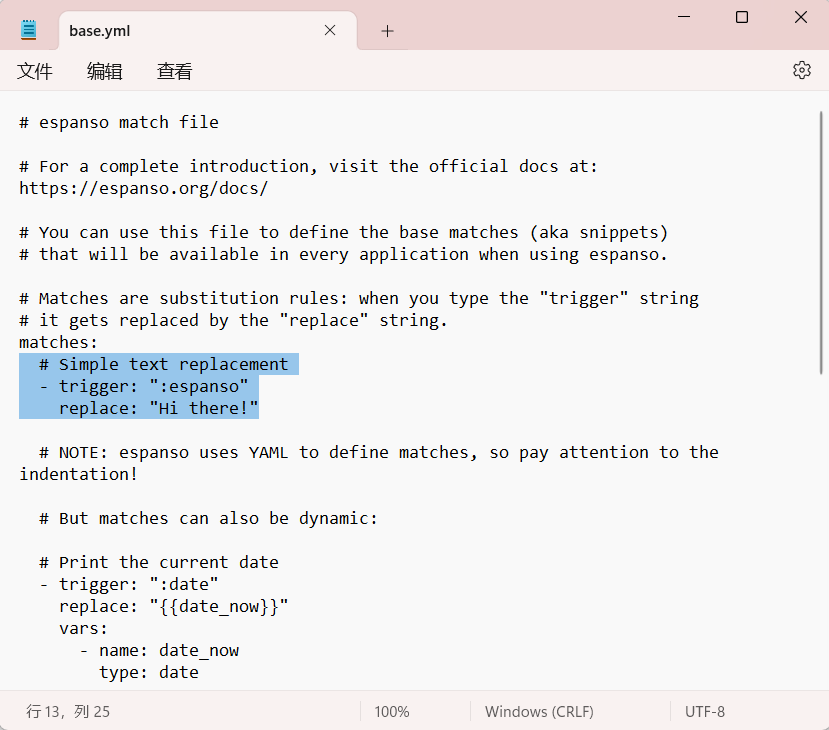 base.yml
文件 编辑 查看
# espanso match file
# For a complete introduction, visit the official docs at:
https://espanso.org/docs/
# You can use this file to define the base matches (aka snippets)
# that will be available in every application when using espanso.
# Matches are substitution rules: when you type the "trigger" string
# it gets replaced by the "replace" string.
matches:
  # Simple text replacement
  - trigger: ":espanso"
    replace: "Hi there!"
  # NOTE: espanso uses YAML to define matches, so pay attention to the
indentation!
  # But matches can also be dynamic:
  # Print the current date
  - trigger: ":date"
    replace: "{{date_now}}"
    vars:
      - name: date_now
        type: date
行 13，列 25 100% Windows (CRLF) UTF-8